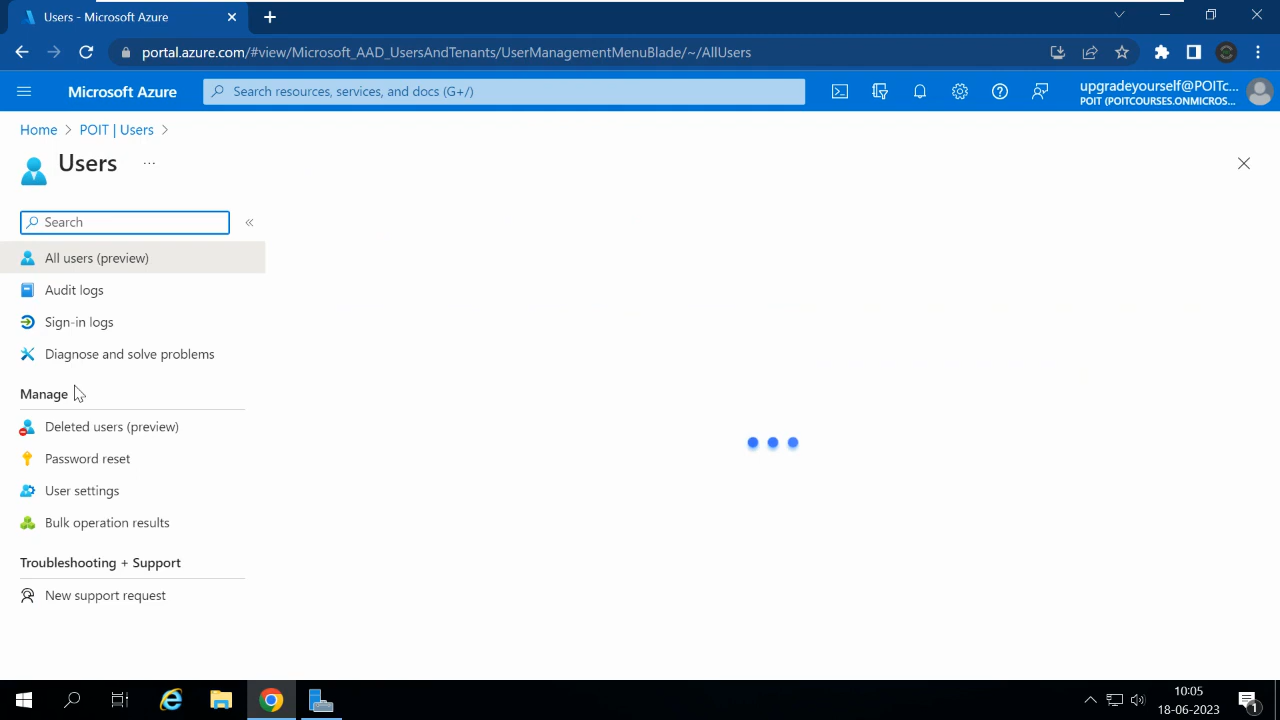 Users - Microsoft Azure
portal.azure.com/#view/Microsoft_AAD_UsersAndTenants/UserManagementMenuBlade/~/AllUsers
Microsoft Azure
Search resources, services, and docs (G+/)
upgradeyourself@POITc...
POIT (POITCOURSES.ONMICROS...
Home > POIT | Users >
Users ...
Search «
All users (preview)
Audit logs
Sign-in logs
Diagnose and solve problems
Manage
Deleted users (preview)
Password reset
User settings
Bulk operation results
Troubleshooting + Support
New support request
10:05
18-06-2023
1